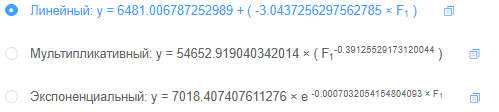 Линейный: y = 6481.006787252989 + ( -3.0437256297562785 × F₁ )
Мультипликативный: y = 54652.919040342014 × ( F₁^-0.39125529173120044 )
Экспоненциальный: y = 7018.407407611276 × e^-0.0007032054154804093 × F₁